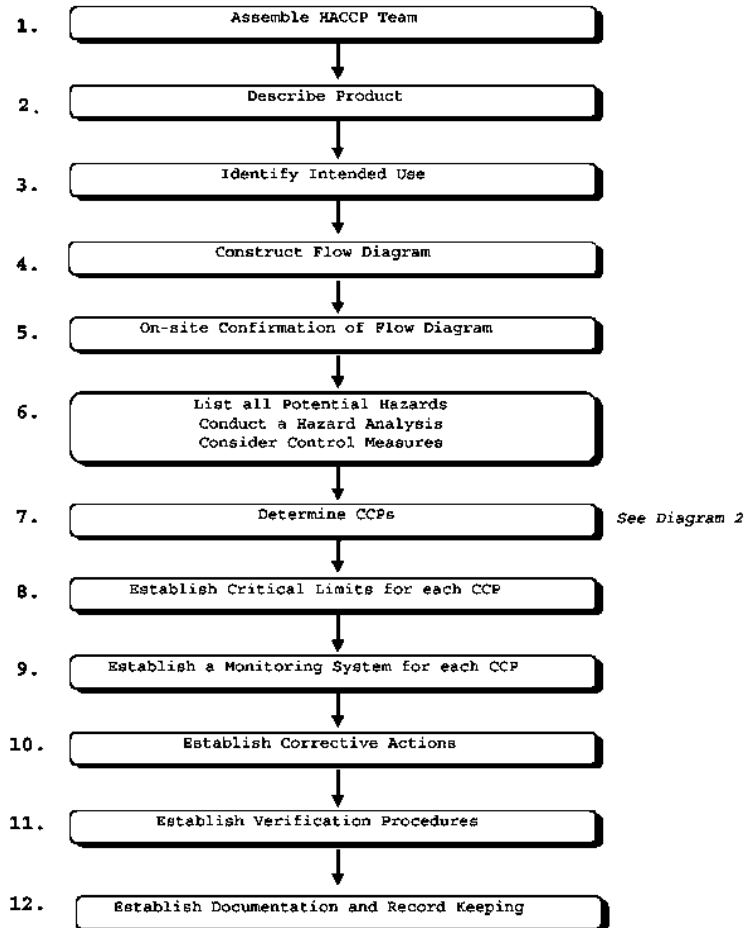 1. Assemble HACCP Team
2. Describe Product
3. Identify Intended Use
4. Construct Flow Diagram
5. On-site Confirmation of Flow Diagram
6. List all Potential Hazards
Conduct a Hazard Analysis
Consider Control Measures
7. Determine CCPs See Diagram 2
8. Establish Critical Limits for each CCP
9. Establish a Monitoring System for each CCP
10. Establish Corrective Actions
11. Establish Verification Procedures
12. Establish Documentation and Record Keeping